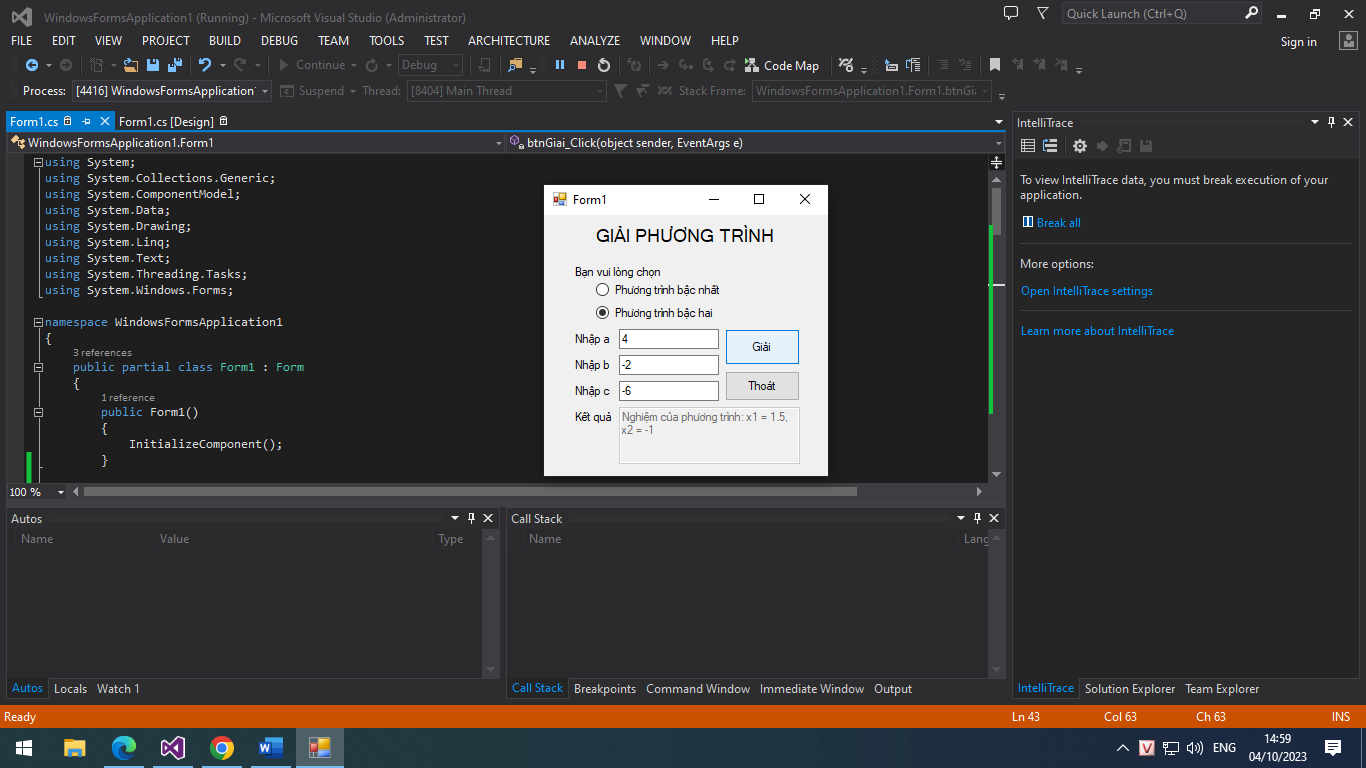 WindowsFormsApplication1 (Running) - Microsoft Visual Studio (Administrator)
Quick Launch (Ctrl+Q)
FILE EDIT VIEW PROJECT BUILD DEBUG TEAM TOOLS TEST ARCHITECTURE ANALYZE WINDOW HELP
Sign in
Continue Debug Code Map
Process: [4416] WindowsFormsApplication1 Suspend Thread: [8404] Main Thread Stack Frame: WindowsFormsApplication1.Form1.btnGia
Form1.cs Form1.cs [Design]
WindowsFormsApplication1.Form1 btnGiai_Click(object sender, EventArgs e)
using System;
using System.Collections.Generic;
using System.ComponentModel;
using System.Data;
using System.Drawing;
using System.Linq;
using System.Text;
using System.Threading.Tasks;
using System.Windows.Forms;
namespace WindowsFormsApplication1
{
3 references
public partial class Form1 : Form
{
1 reference
public Form1()
{
InitializeComponent();
}
100 %
Form1
GIẢI PHƯƠNG TRÌNH
Bạn vui lòng chọn
Phương trình bậc nhất
Phương trình bậc hai
Nhập a 4 Giải
Nhập b -2
Thoát
Nhập c -6
Kết quả Nghiệm của phương trình: x1 = 1.5,
x2 = -1
IntelliTrace
To view IntelliTrace data, you must break execution of your
application.
Break all
More options:
Open IntelliTrace settings
Learn more about IntelliTrace
Autos
Name Value Type
Autos Locals Watch 1
Call Stack
Name Lang
Call Stack Breakpoints Command Window Immediate Window Output
IntelliTrace Solution Explorer Team Explorer
Ready Ln 43 Col 63 Ch 63 INS
ENG
14:59
04/10/2023